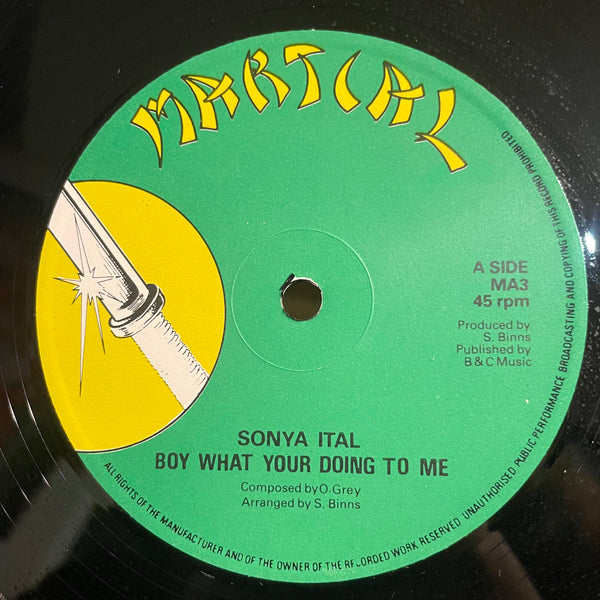 MARTIAL
A SIDE
MA3
45 rpm
Produced by
S. Binns
Published by
B & C Music
SONYA ITAL
BOY WHAT YOUR DOING TO ME
Composed by O. Grey
Arranged by S. Binns
ALL RIGHTS OF THE MANUFACTURER AND OF THE OWNER OF THE RECORDED WORK RESERVED UNAUTHORISED PUBLIC PERFORMANCE BROADCASTING AND COPYING OF THIS RECORD PROHIBITED